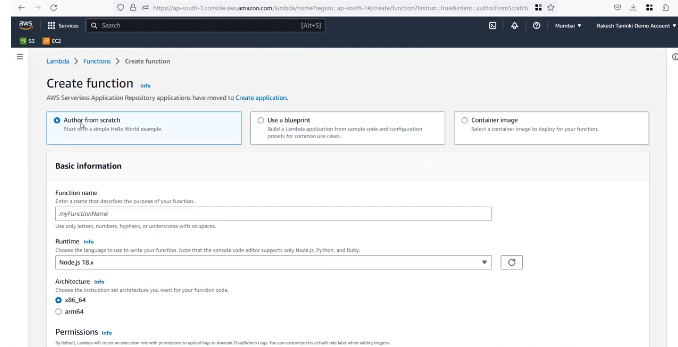 https://ap-south-1.console.aws.amazon.com/lambda/home?region=ap-south-1#/create/function?firstrun=true&intent=authorFromScratch
aws Services Search [Alt+S] Mumbai Rakesh Taninki Demo Account
S3 EC2
Lambda > Functions > Create function
Create function Info
AWS Serverless Application Repository applications have moved to Create application.
Author from scratch
Start with a simple Hello World example.
Use a blueprint
Build a Lambda application from sample code and configuration
presets for common use cases.
Container image
Select a container image to deploy for your function.
Basic information
Function name
Enter a name that describes the purpose of your function.
myFunctionName
Use only letters, numbers, hyphens, or underscores with no spaces.
Runtime Info
Choose the language to use to write your function. Note that the console code editor supports only Node.js, Python, and Ruby.
Node.js 18.x
Architecture Info
Choose the instruction set architecture you want for your function code.
x86_64
arm64
Permissions Info
By default, Lambda will create an execution role with permissions to upload logs to Amazon CloudWatch Logs. You can customize this default role later when adding triggers.